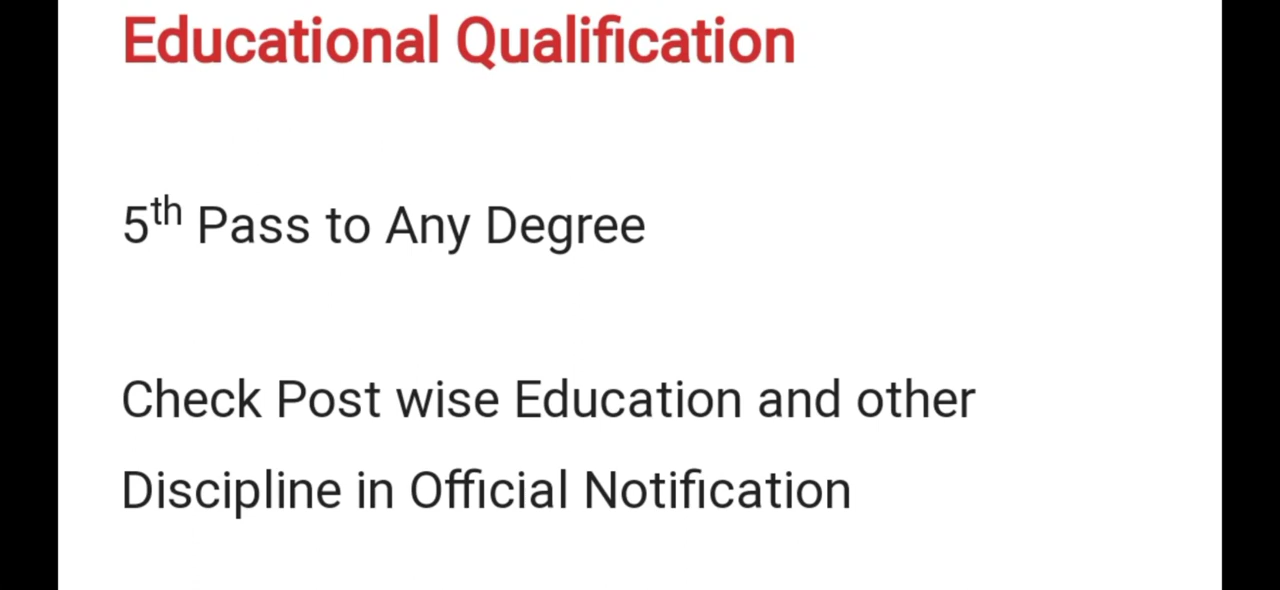 Educational Qualification
5th Pass to Any Degree
Check Post wise Education and other
Discipline in Official Notification